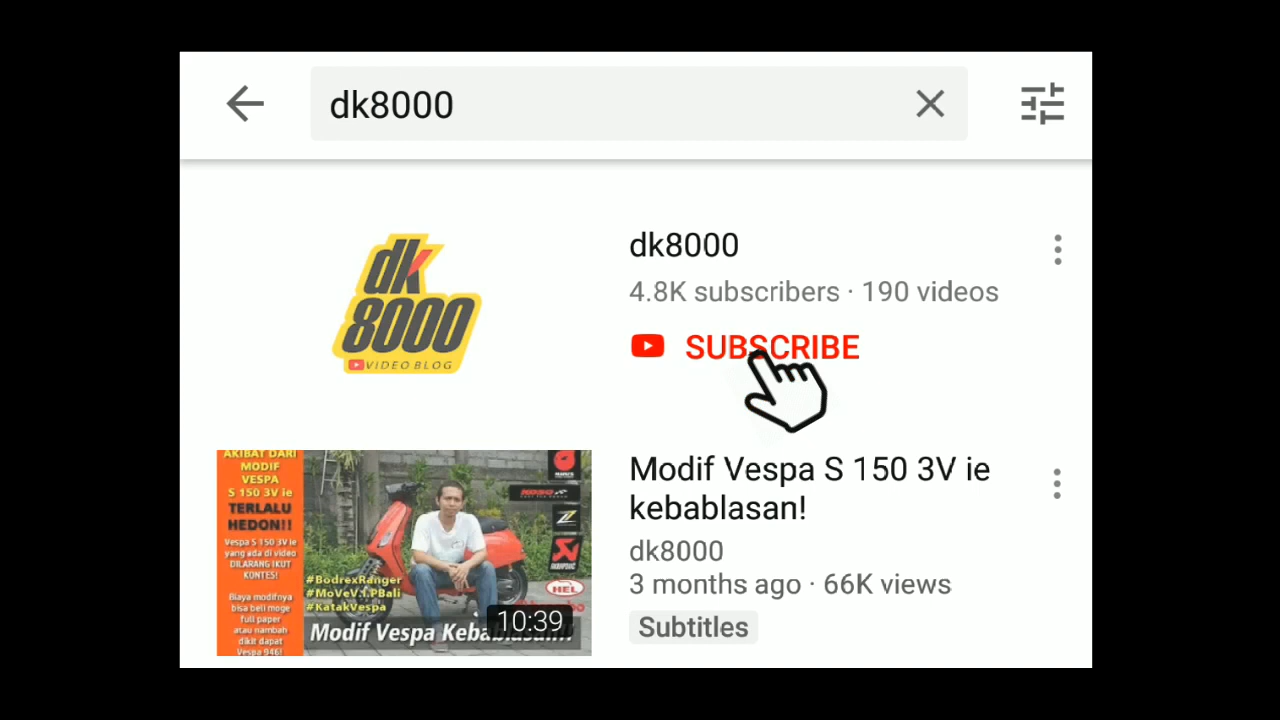 dk8000
dk
8000
VIDEO BLOG
dk8000
4.8K subscribers · 190 videos
SUBSCRIBE
AKIBAT DARI
MODIF
VESPA
S 150 3V ie
TERLALU
HEDON!!
Vespa S 150 3V ie
yang ada di video
DILARANG IKUT
KONTES!
Biaya modifnya
bisa beli moge
full paper
atau nambah
dikit dapat
Vespa 946!
#BodrexRanger
#MoVeV.I.PBali
#KatakVespa
Modif Vespa
10:39
HEL
Modif Vespa S 150 3V ie
kebablasan!
dk8000
3 months ago · 66K views
Subtitles